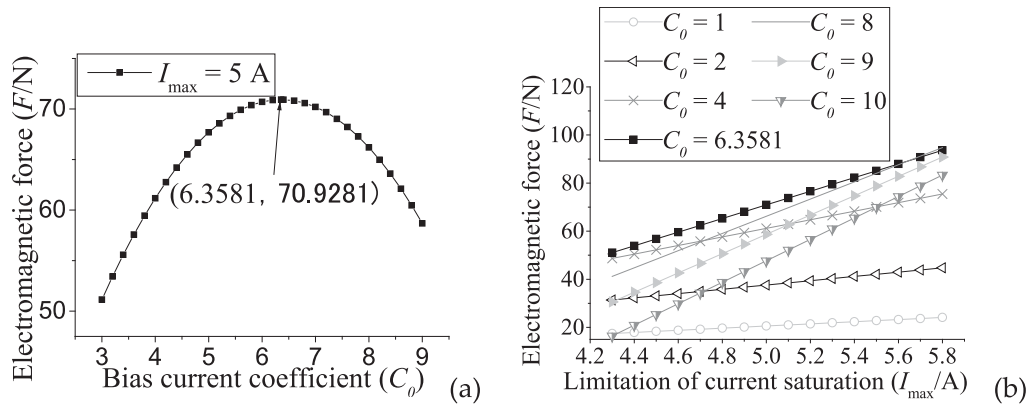 I_max = 5 A
70
60
50
Electromagnetic force (F/N)
(6.3581, 70.9281)
3 4 5 6 7 8 9
Bias current coefficient (C_0)
(a)
C_0 = 1
C_0 = 8
C_0 = 2
C_0 = 9
C_0 = 4
C_0 = 10
C_0 = 6.3581
120
100
80
60
40
20
Electromagnetic force (F/N)
4.2 4.4 4.6 4.8 5.0 5.2 5.4 5.6 5.8
Limitation of current saturation (I_max/A)
(b)